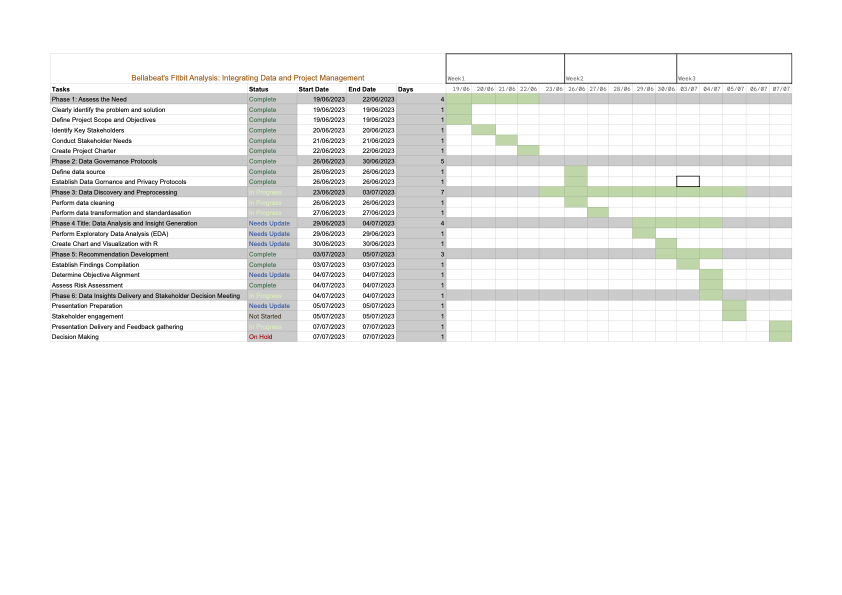 Bellabeat's Fitbit Analysis: Integrating Data and Project Management Week1 Week2 Week3
Tasks Status Start Date End Date Days 19/06 20/06 21/06 22/06 23/06 26/06 27/06 28/06 29/06 30/06 03/07 04/07 05/07 06/07 07/07
Phase 1: Assess the Need Complete 19/06/2023 22/06/2023 4
Clearly identify the problem and solution Complete 19/06/2023 19/06/2023 1
Define Project Scope and Objectives Complete 19/06/2023 19/06/2023 1
Identify Key Stakeholders Complete 20/06/2023 20/06/2023 1
Conduct Stakeholder Needs Complete 21/06/2023 21/06/2023 1
Create Project Charter Complete 22/06/2023 22/06/2023 1
Phase 2: Data Governance Protocols Complete 26/06/2023 30/06/2023 5
Define data source Complete 26/06/2023 26/06/2023 1
Establish Data Gornance and Privacy Protocols Complete 26/06/2023 26/06/2023 1
Phase 3: Data Discovery and Preprocessing In Progress 23/06/2023 03/07/2023 7
Perform data cleaning In Progress 26/06/2023 26/06/2023 1
Perform data transformation and standardasation In Progress 27/06/2023 27/06/2023 1
Phase 4 Title: Data Analysis and Insight Generation Needs Update 29/06/2023 04/07/2023 4
Perform Exploratory Data Analysis (EDA) Needs Update 29/06/2023 29/06/2023 1
Create Chart and Visualization with R Needs Update 30/06/2023 30/06/2023 1
Phase 5: Recommendation Development Complete 03/07/2023 05/07/2023 3
Establish Findings Compilation Complete 03/07/2023 03/07/2023 1
Determine Objective Alignment Needs Update 04/07/2023 04/07/2023 1
Assess Risk Assessment Complete 04/07/2023 04/07/2023 1
Phase 6: Data Insights Delivery and Stakeholder Decision Meeting In Progress 04/07/2023 04/07/2023 1
Presentation Preparation Needs Update 05/07/2023 05/07/2023 1
Stakeholder engagement Not Started 05/07/2023 05/07/2023 1
Presentation Delivery and Feedback gathering In Progress 07/07/2023 07/07/2023 1
Decision Making On Hold 07/07/2023 07/07/2023 1